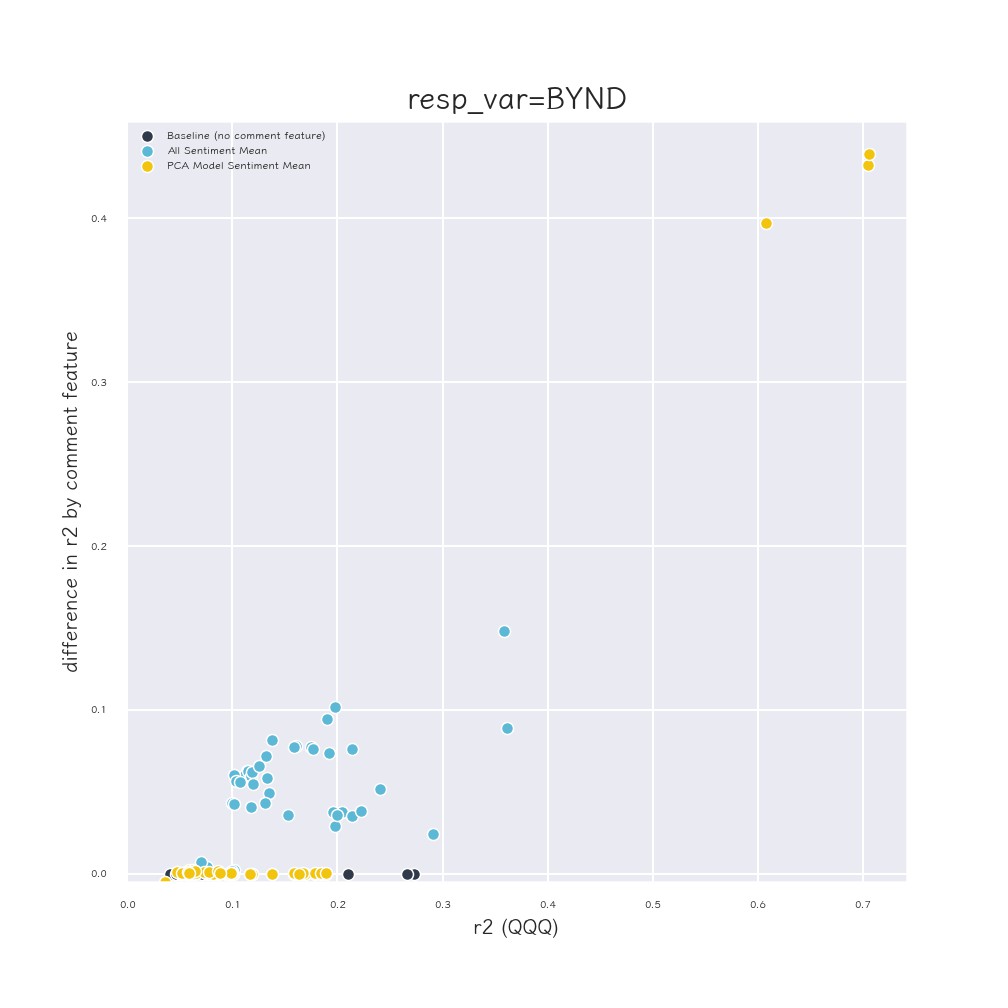 resp_var=BYND
Baseline (no comment feature)
All Sentiment Mean
PCA Model Sentiment Mean
difference in r2 by comment feature
0.4
0.3
0.2
0.1
0.0
0.0 0.1 0.2 0.3 0.4 0.5 0.6 0.7
r2 (QQQ)